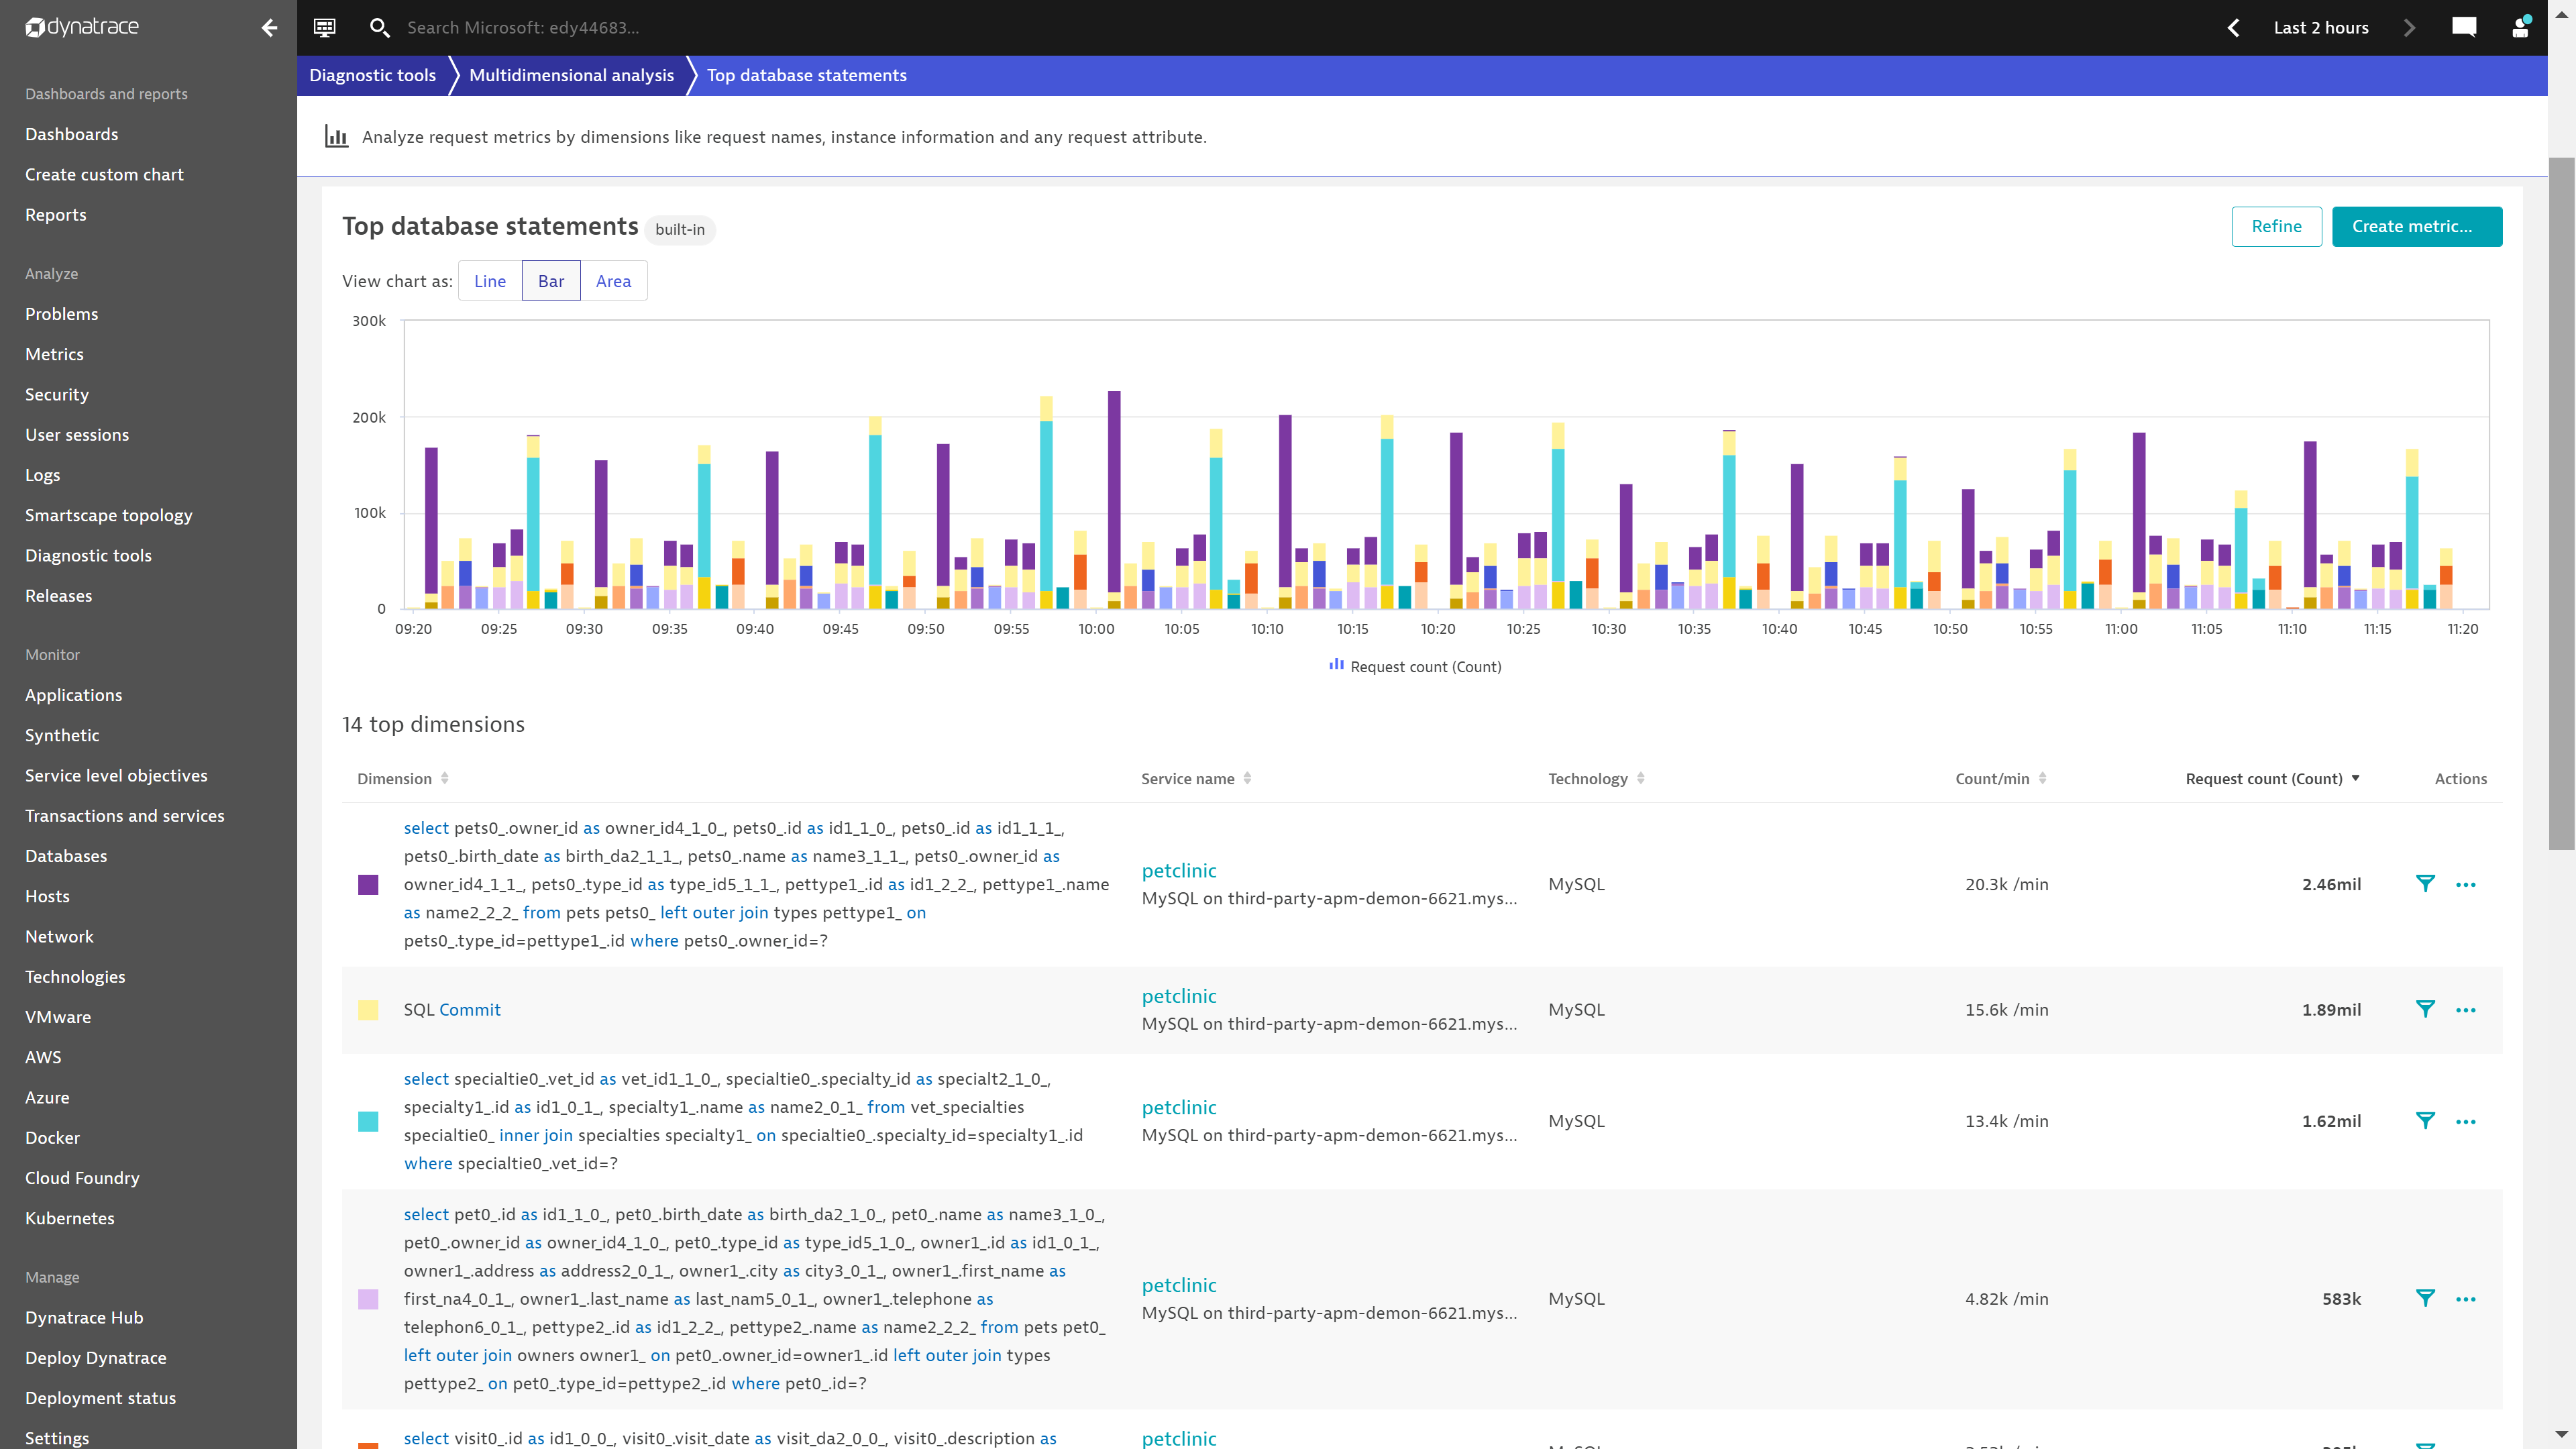 dynatrace
Search Microsoft: edy44683...
Last 2 hours
Diagnostic tools
Multidimensional analysis
Top database statements
Dashboards and reports
Dashboards
Create custom chart
Reports
Analyze
Problems
Metrics
Security
User sessions
Logs
Smartscape topology
Diagnostic tools
Releases
Monitor
Applications
Synthetic
Service level objectives
Transactions and services
Databases
Hosts
Network
Technologies
VMware
AWS
Azure
Docker
Cloud Foundry
Kubernetes
Manage
Dynatrace Hub
Deploy Dynatrace
Deployment status
Settings
Analyze request metrics by dimensions like request names, instance information and any request attribute.
Top database statements built-in
Refine
Create metric...
View chart as: Line Bar Area
300k
200k
100k
0
09:20 09:25 09:30 09:35 09:40 09:45 09:50 09:55 10:00 10:05 10:10 10:15 10:20 10:25 10:30 10:35 10:40 10:45 10:50 10:55 11:00 11:05 11:10 11:15 11:20
Request count (Count)
14 top dimensions
Dimension Service name Technology Count/min Request count (Count) Actions
select pets0_.owner_id as owner_id4_1_0_, pets0_.id as id1_1_0_, pets0_.id as id1_1_1_,
pets0_.birth_date as birth_da2_1_1_, pets0_.name as name3_1_1_, pets0_.owner_id as
owner_id4_1_1_, pets0_.type_id as type_id5_1_1_, pettype1_.id as id1_2_2_, pettype1_.name
as name2_2_2_ from pets pets0_ left outer join types pettype1_ on
pets0_.type_id=pettype1_.id where pets0_.owner_id=?
petclinic
MySQL on third-party-apm-demon-6621.mys...
MySQL
20.3k /min
2.46mil
SQL Commit
petclinic
MySQL on third-party-apm-demon-6621.mys...
MySQL
15.6k /min
1.89mil
select specialtie0_.vet_id as vet_id1_1_0_, specialtie0_.specialty_id as specialt2_1_0_,
specialty1_.id as id1_0_1_, specialty1_.name as name2_0_1_ from vet_specialties
specialtie0_ inner join specialties specialty1_ on specialtie0_.specialty_id=specialty1_.id
where specialtie0_.vet_id=?
petclinic
MySQL on third-party-apm-demon-6621.mys...
MySQL
13.4k /min
1.62mil
select pet0_.id as id1_1_0_, pet0_.birth_date as birth_da2_1_0_, pet0_.name as name3_1_0_,
pet0_.owner_id as owner_id4_1_0_, pet0_.type_id as type_id5_1_0_, owner1_.id as id1_0_1_,
owner1_.address as address2_0_1_, owner1_.city as city3_0_1_, owner1_.first_name as
first_na4_0_1_, owner1_.last_name as last_nam5_0_1_, owner1_.telephone as
telephon6_0_1_, pettype2_.id as id1_2_2_, pettype2_.name as name2_2_2_ from pets pet0_
left outer join owners owner1_ on pet0_.owner_id=owner1_.id left outer join types
pettype2_ on pet0_.type_id=pettype2_.id where pet0_.id=?
petclinic
MySQL on third-party-apm-demon-6621.mys...
MySQL
4.82k /min
583k
select visit0_.id as id1_0_0_, visit0_.visit_date as visit_da2_0_0_, visit0_.description as
petclinic